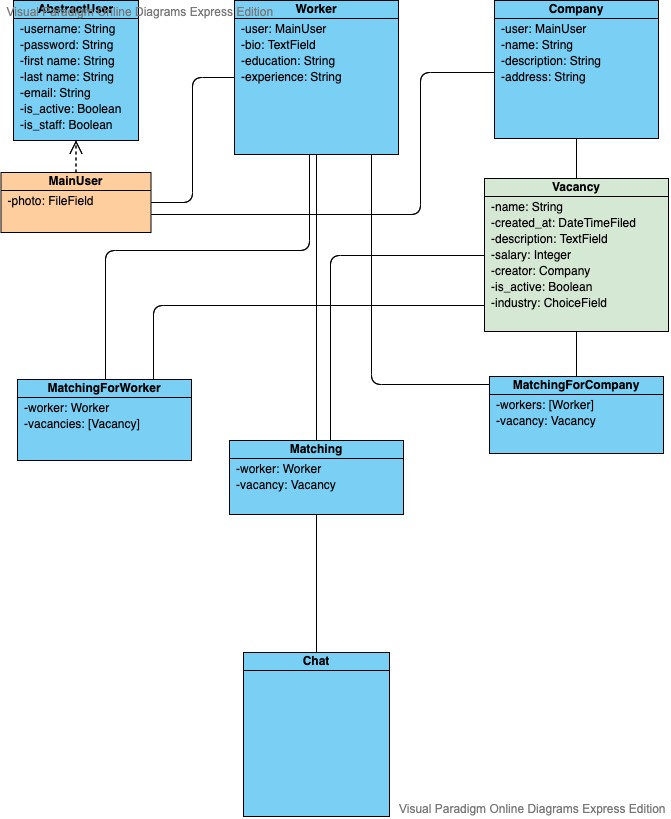 Visual Paradigm Online Diagrams Express Edition
AbstractUser
-username: String
-password: String
-first name: String
-last name: String
-email: String
-is_active: Boolean
-is_staff: Boolean
Worker
-user: MainUser
-bio: TextField
-education: String
-experience: String
Company
-user: MainUser
-name: String
-description: String
-address: String
MainUser
-photo: FileField
Vacancy
-name: String
-created_at: DateTimeFiled
-description: TextField
-salary: Integer
-creator: Company
-is_active: Boolean
-industry: ChoiceField
MatchingForWorker
-worker: Worker
-vacancies: [Vacancy]
MatchingForCompany
-workers: [Worker]
-vacancy: Vacancy
Matching
-worker: Worker
-vacancy: Vacancy
Chat
Visual Paradigm Online Diagrams Express Edition